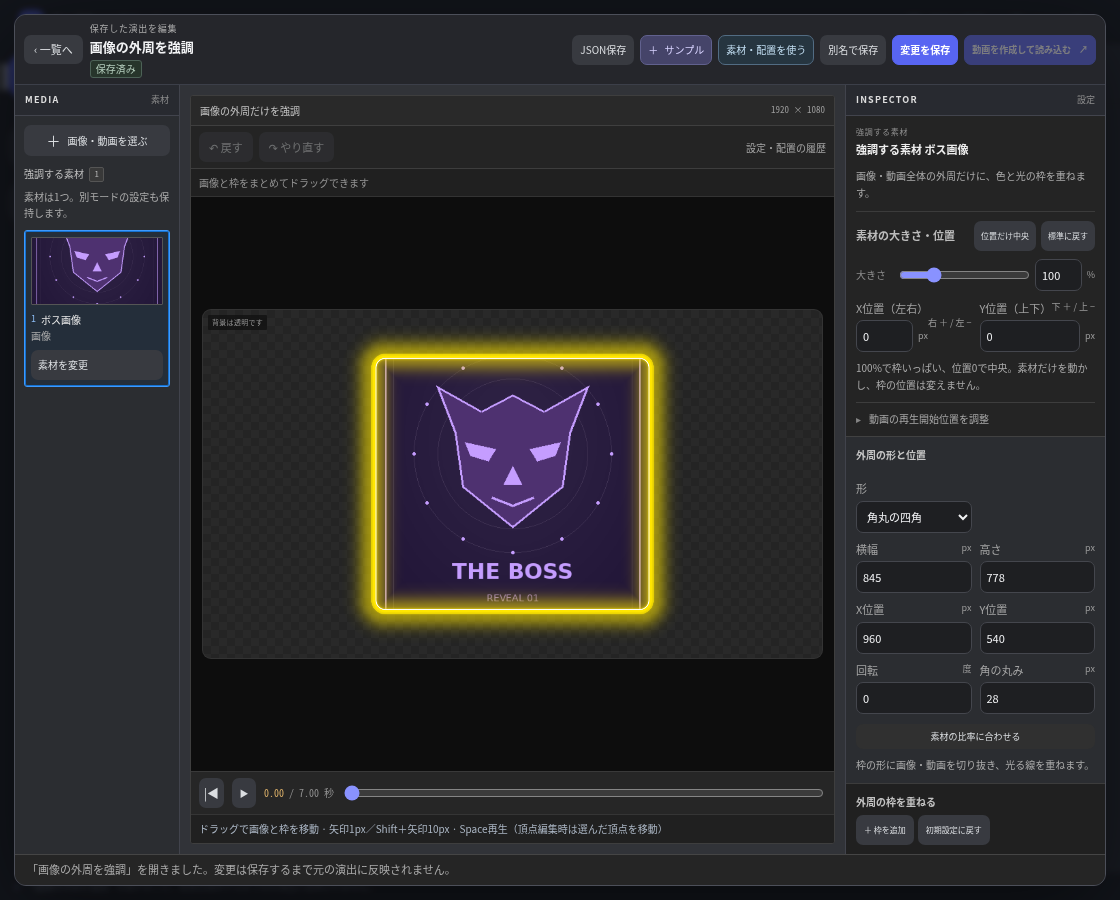 ‹ 一覧へ
保存した演出を編集
画像の外周を強調
保存済み
JSON保存
＋ サンプル
素材・配置を使う
別名で保存
変更を保存
動画を作成して読み込む ↗
MEDIA
素材
＋ 画像・動画を選ぶ
強調する素材 1
素材は1つ。別モードの設定も保
持します。
1 ボス画像
画像
素材を変更
画像の外周だけを強調
1920 × 1080
↶ 戻す
↷ やり直す
設定・配置の履歴
画像と枠をまとめてドラッグできます
背景は透明です
THE BOSS
REVEAL 01
0.00 / 7.00 秒
ドラッグで画像と枠を移動 · 矢印1px／Shift＋矢印10px · Space再生（頂点編集時は選んだ頂点を移動）
INSPECTOR
設定
強調する素材
強調する素材 ボス画像
画像・動画全体の外周だけに、色と光の枠を重ねま
す。
素材の大きさ・位置
位置だけ中央
標準に戻す
大きさ
100
%
X位置（左右）
右 ＋ / 左 −
0
px
Y位置（上下）
下 ＋ / 上 −
0
px
100%で枠いっぱい、位置0で中央。素材だけを動か
し、枠の位置は変えません。
▸ 動画の再生開始位置を調整
外周の形と位置
形
角丸の四角
横幅 px
高さ px
845
778
X位置 px
Y位置 px
960
540
回転 度
角の丸み px
0
28
素材の比率に合わせる
枠の形に画像・動画を切り抜き、光る線を重ねます。
外周の枠を重ねる
＋ 枠を追加
初期設定に戻す
「画像の外周を強調」を開きました。変更は保存するまで元の演出に反映されません。